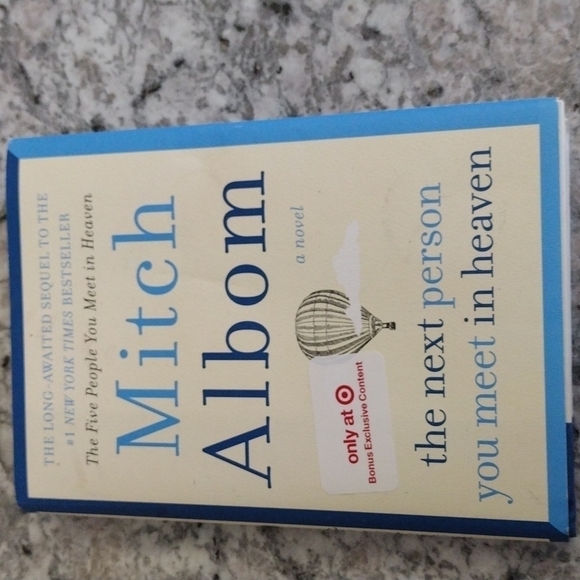 THE LONG-AWAITED SEQUEL TO THE
#1 NEW YORK TIMES BESTSELLER
The Five People You Meet in Heaven
Mitch
Albom
a novel
only at
Bonus Exclusive Content
the next person
you meet in heaven